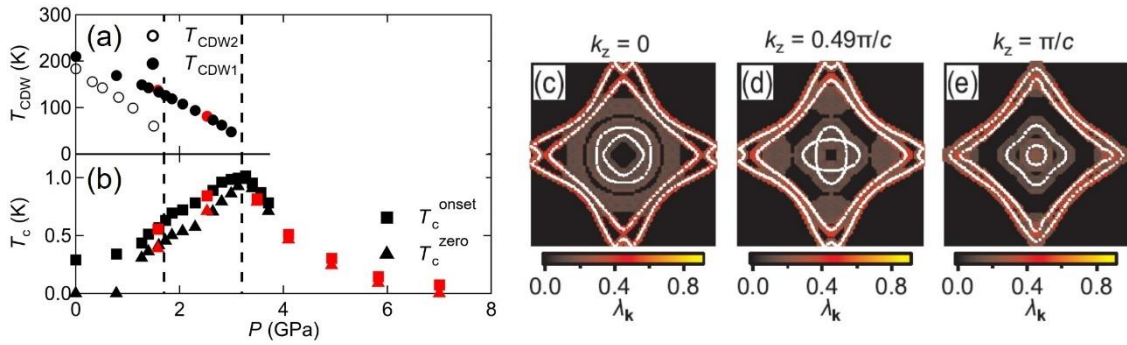 300
(a)
T_CDW2
T_CDW1
200
100
0
T_CDW (K)
(b)
1.0
0.5
0.0
T_c (K)
T_c^onset
T_c^zero
0 2 4 6 8
P (GPa)
k_z = 0
(c)
0.0 0.4 0.8
λ_k
k_z = 0.49π/c
(d)
0.0 0.4 0.8
λ_k
k_z = π/c
(e)
0.0 0.4 0.8
λ_k